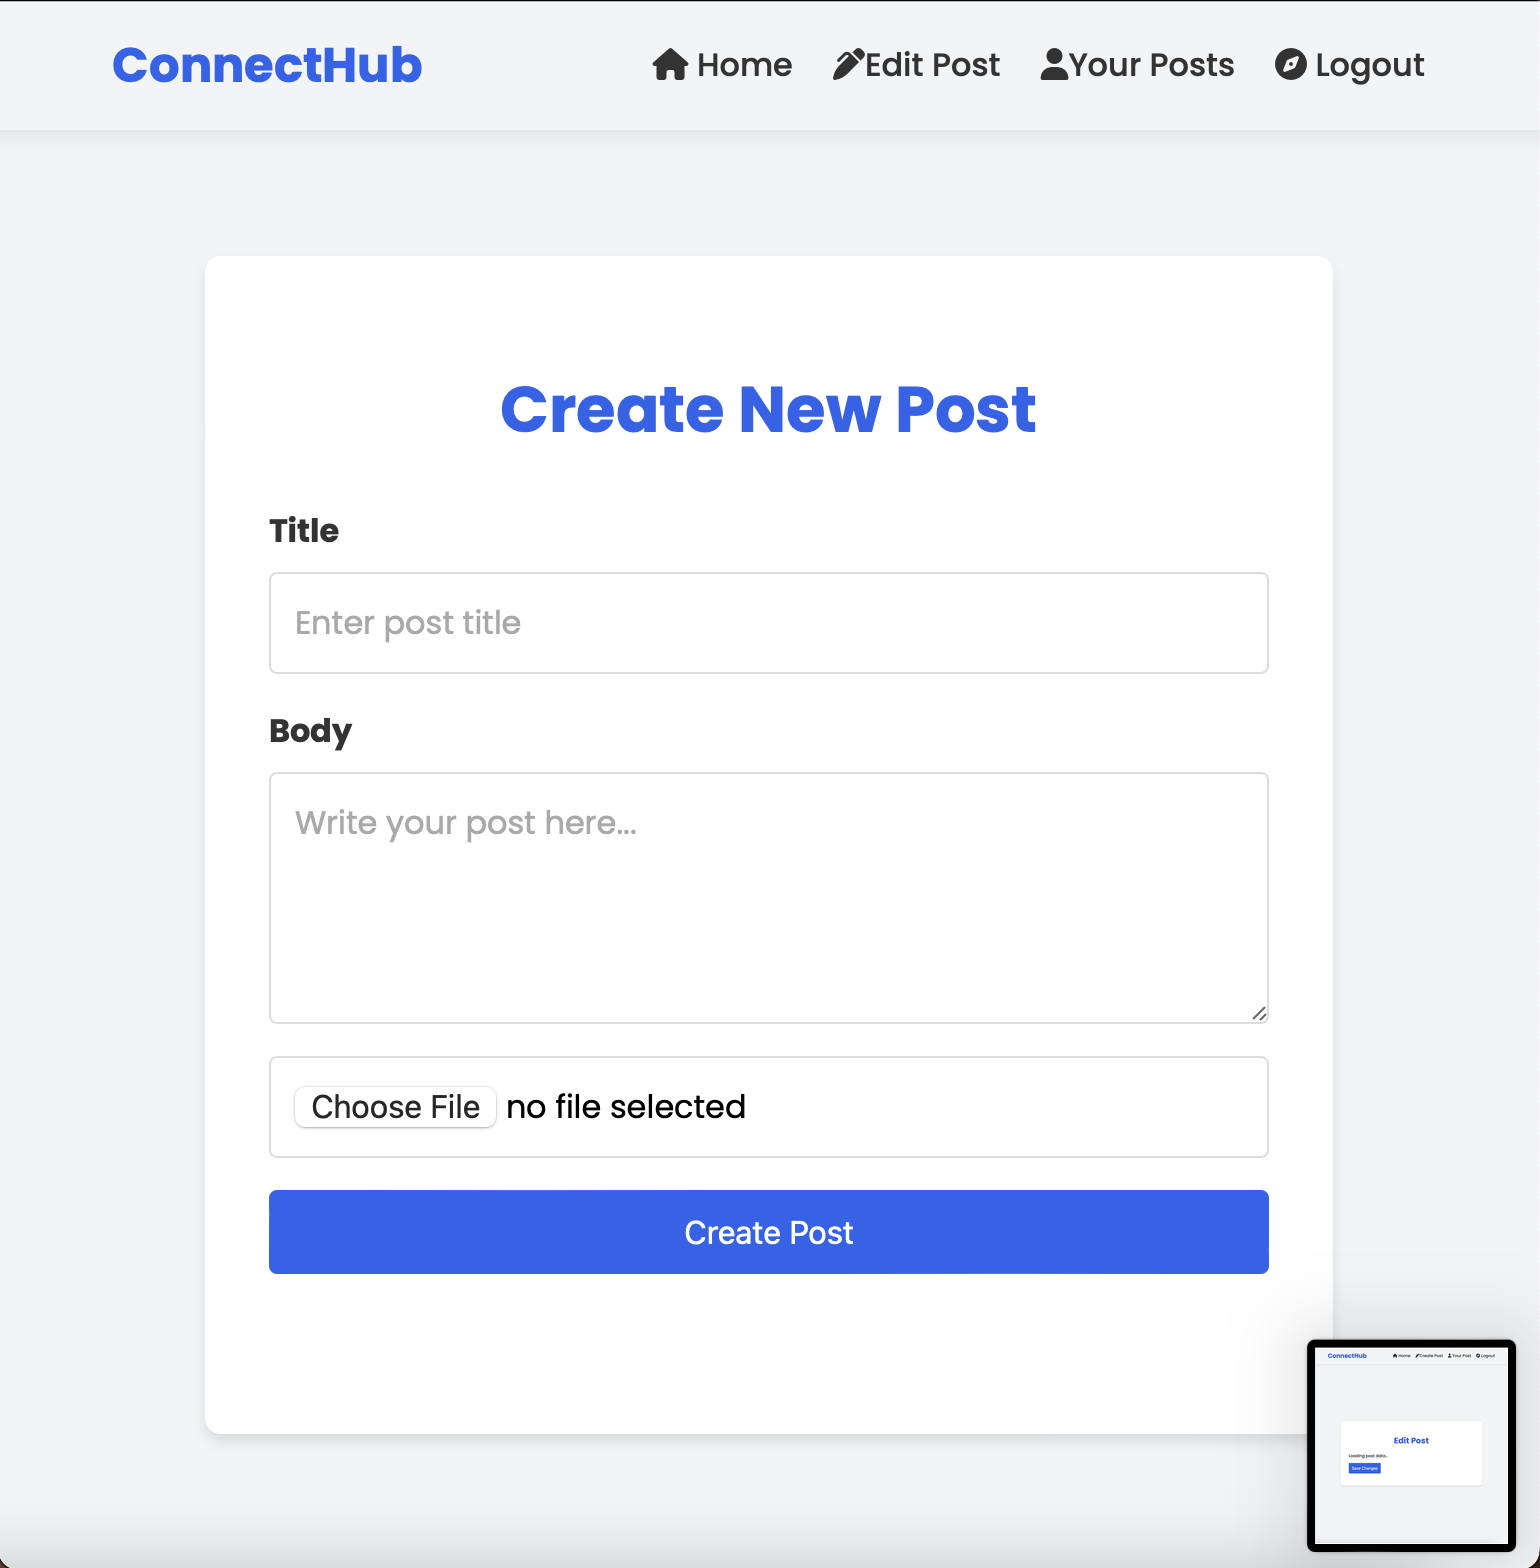 ConnectHub Home Edit Post Your Posts Logout
Create New Post
Title
Enter post title
Body
Write your post here...
Choose File no file selected
Create Post
ConnectHub Home Create Post Your Post Logout
Edit Post
Loading post data...
Save Changes